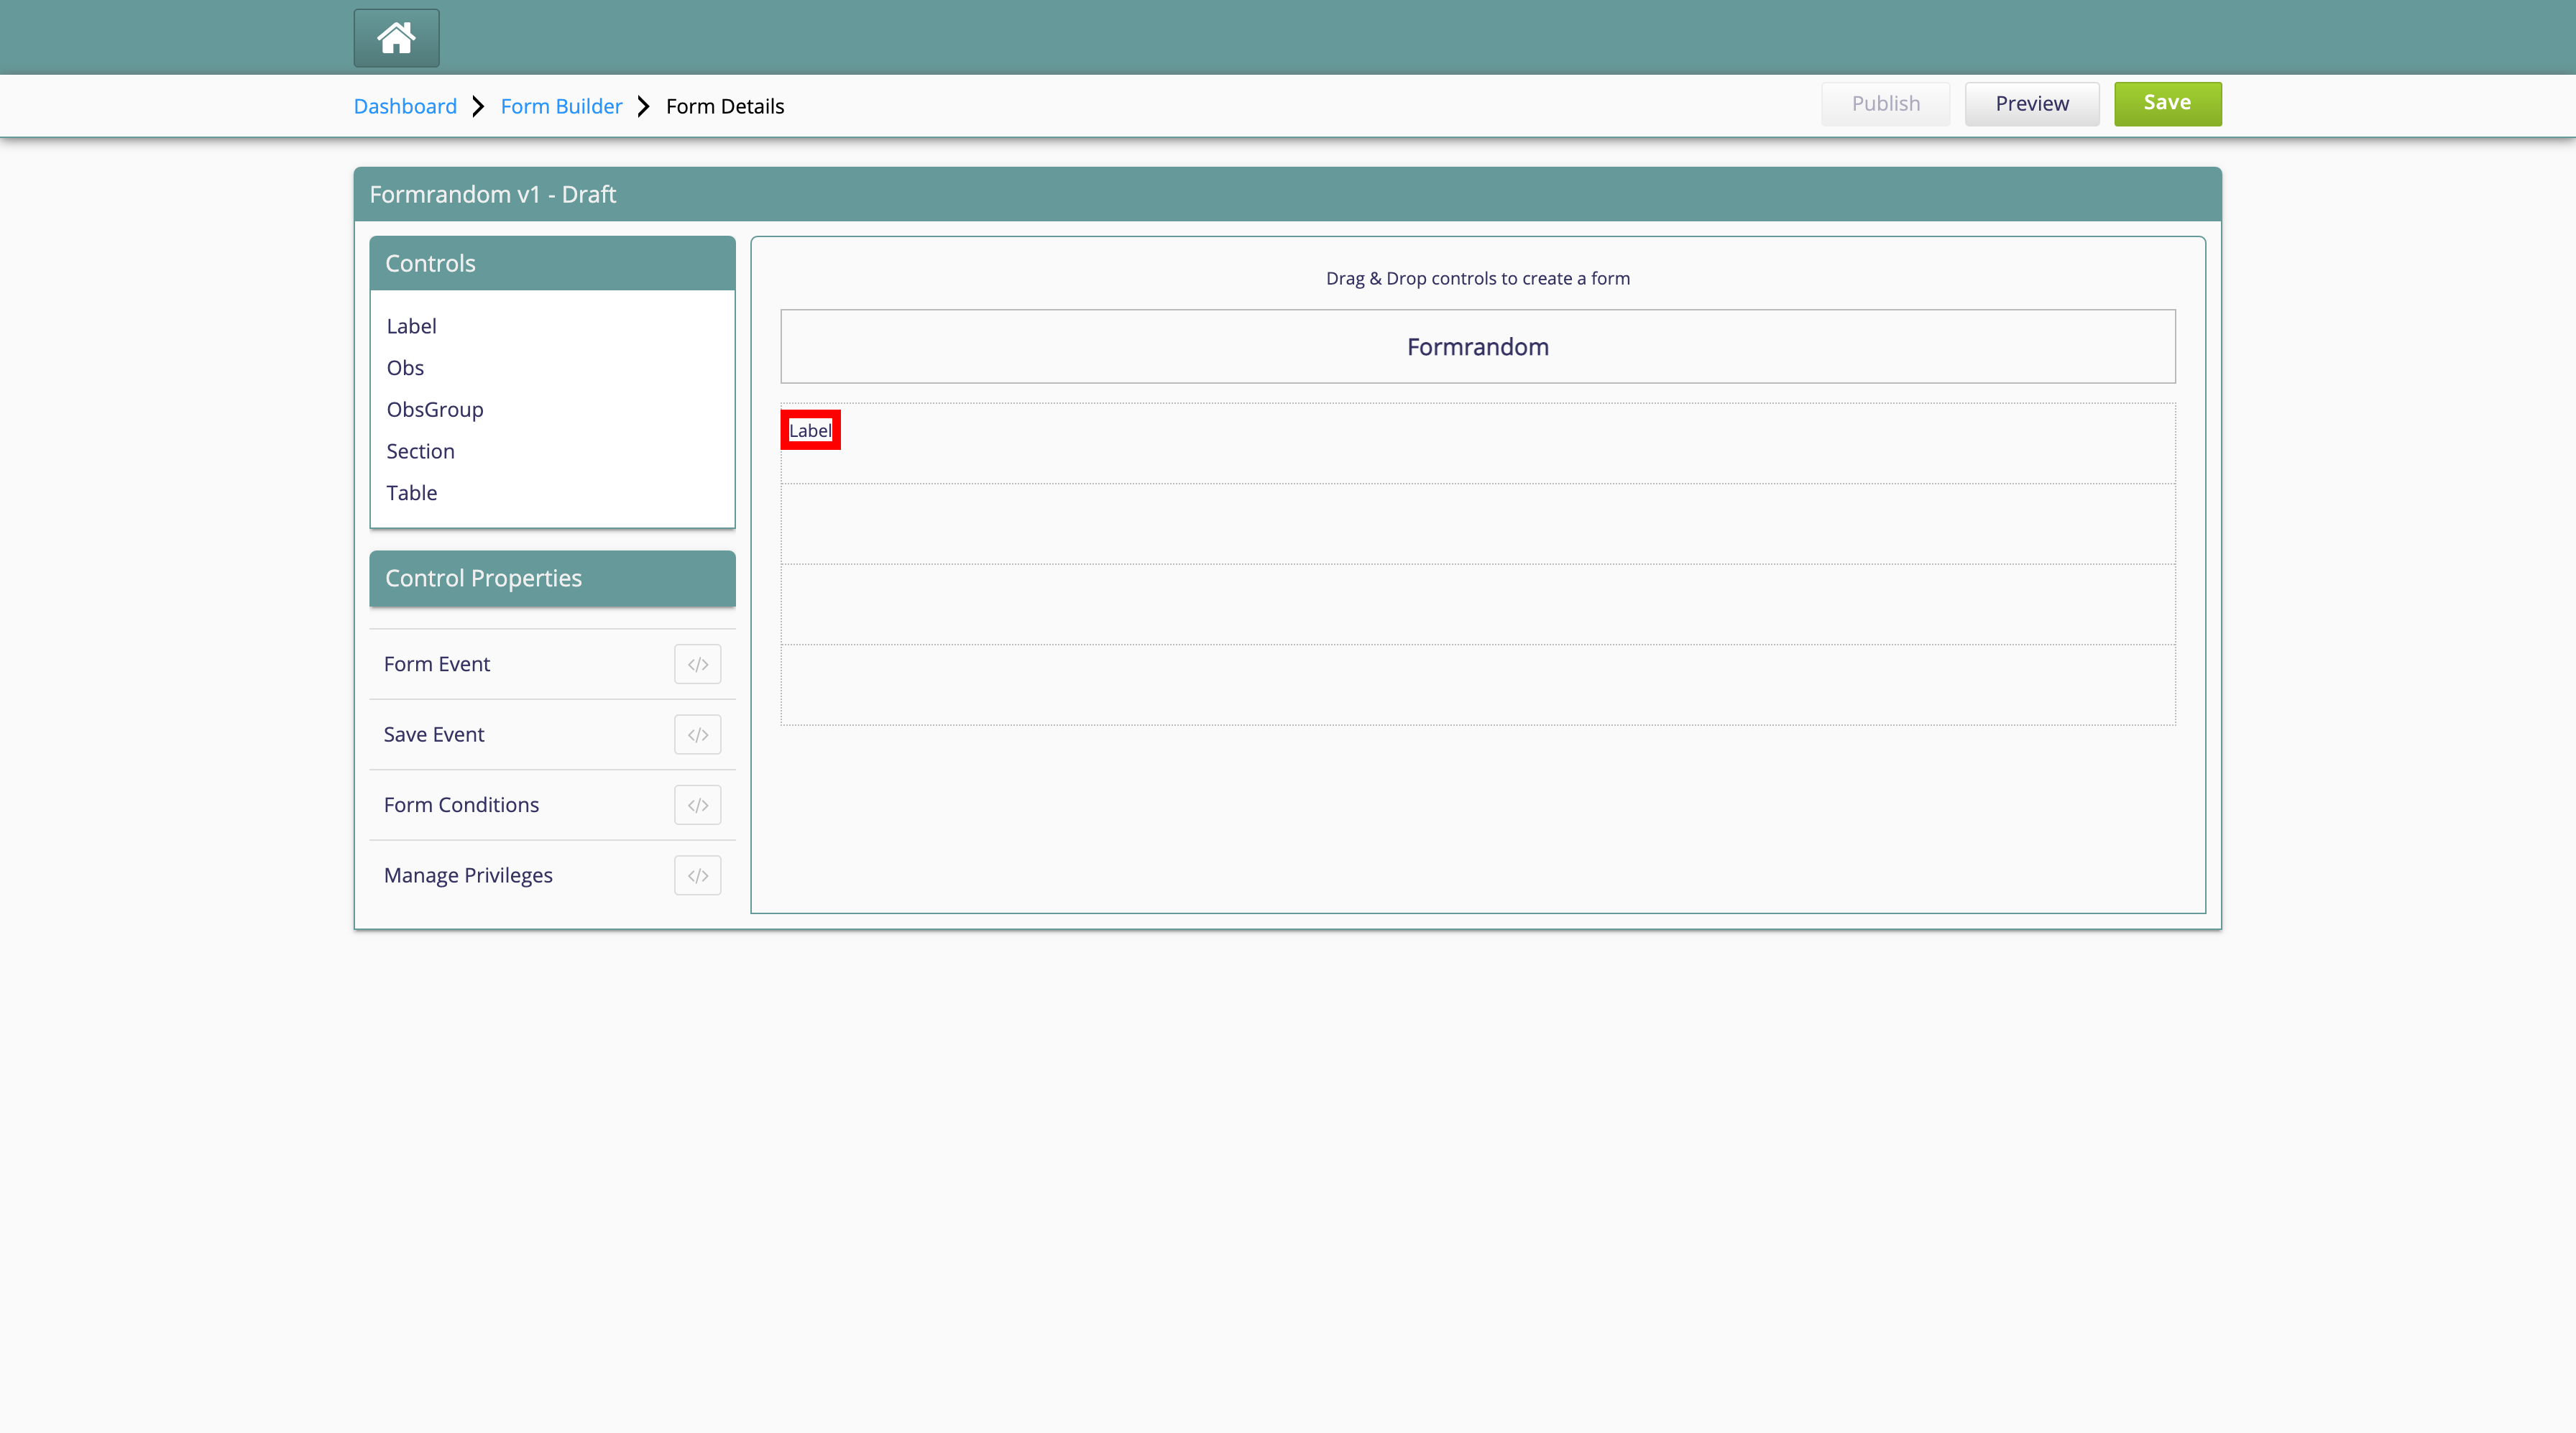 Dashboard > Form Builder > Form Details
Publish
Preview
Save
Formrandom v1 - Draft
Controls
Label
Obs
ObsGroup
Section
Table
Control Properties
Form Event
</>
Save Event
</>
Form Conditions
</>
Manage Privileges
</>
Drag & Drop controls to create a form
Formrandom
Label